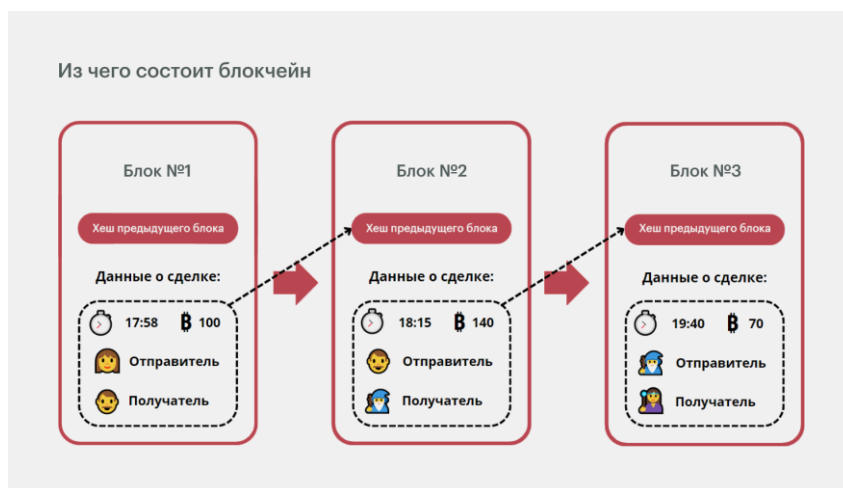 Из чего состоит блокчейн
Блок №1
Хеш предыдущего блока
Данные о сделке:
17:58 ₿ 100
Отправитель
Получатель
Блок №2
Хеш предыдущего блока
Данные о сделке:
18:15 ₿ 140
Отправитель
Получатель
Блок №3
Хеш предыдущего блока
Данные о сделке:
19:40 ₿ 70
Отправитель
Получатель